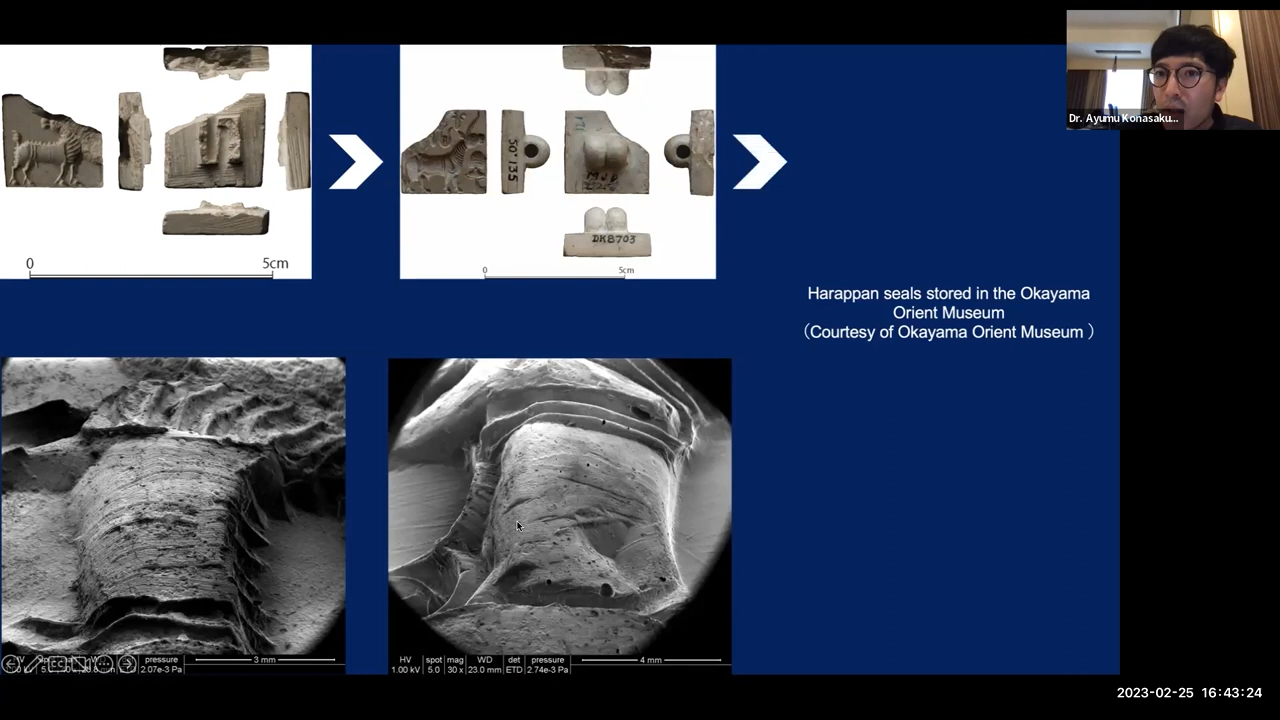 Dr. Ayumu Konasaku...
0 5cm
50·135
DK8703
0 5cm
Harappan seals stored in the Okayama
Orient Museum
（Courtesy of Okayama Orient Museum ）
pressure 3 mm
2.07e-3 Pa
HV spot mag WD det pressure 4 mm
1.00 kV 5.0 30 x 23.0 mm ETD 2.74e-3 Pa
2023-02-25 16:43:24